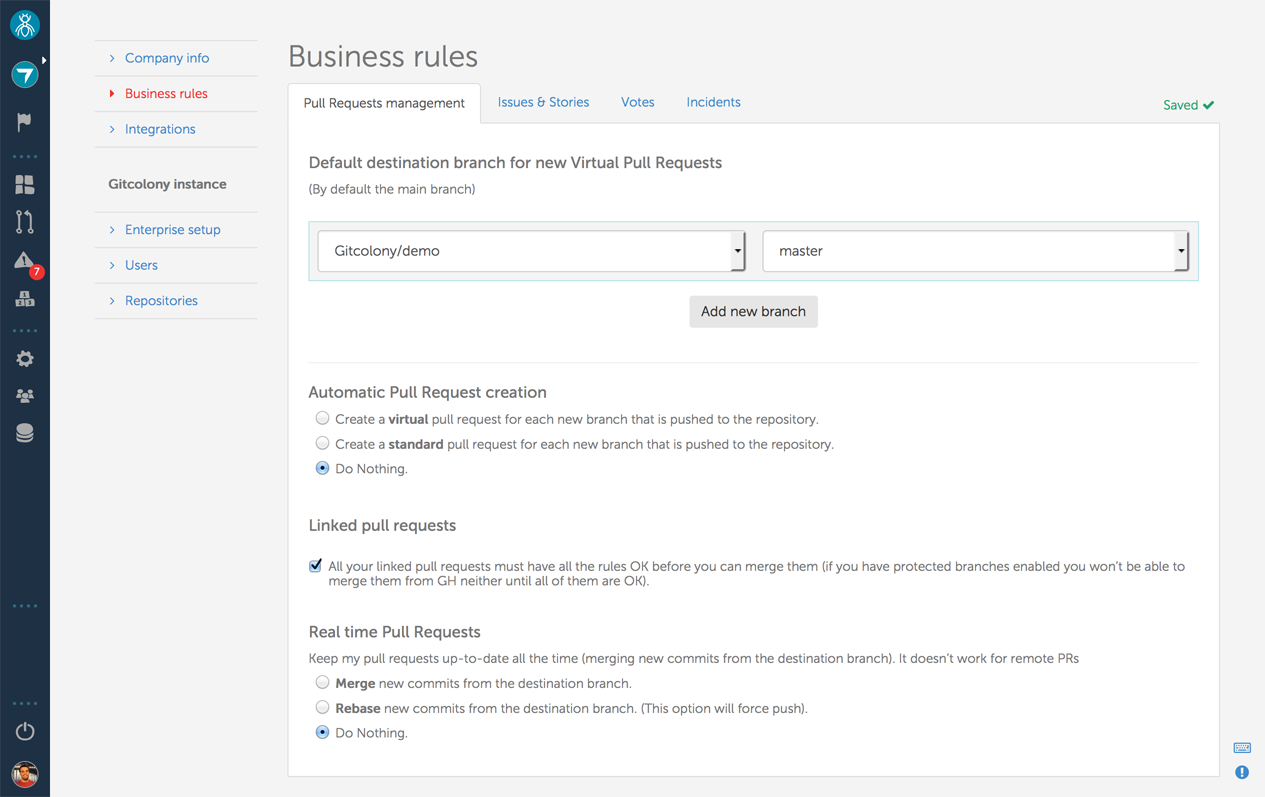 Company info
Business rules
Integrations
Gitcolony instance
Enterprise setup
Users
Repositories
7
Business rules
Pull Requests management
Issues & Stories
Votes
Incidents
Saved
Default destination branch for new Virtual Pull Requests
(By default the main branch)
Gitcolony/demo
master
Add new branch
Automatic Pull Request creation
Create a virtual pull request for each new branch that is pushed to the repository.
Create a standard pull request for each new branch that is pushed to the repository.
Do Nothing.
Linked pull requests
All your linked pull requests must have all the rules OK before you can merge them (if you have protected branches enabled you won't be able to
merge them from GH neither until all of them are OK).
Real time Pull Requests
Keep my pull requests up-to-date all the time (merging new commits from the destination branch). It doesn't work for remote PRs
Merge new commits from the destination branch.
Rebase new commits from the destination branch. (This option will force push).
Do Nothing.